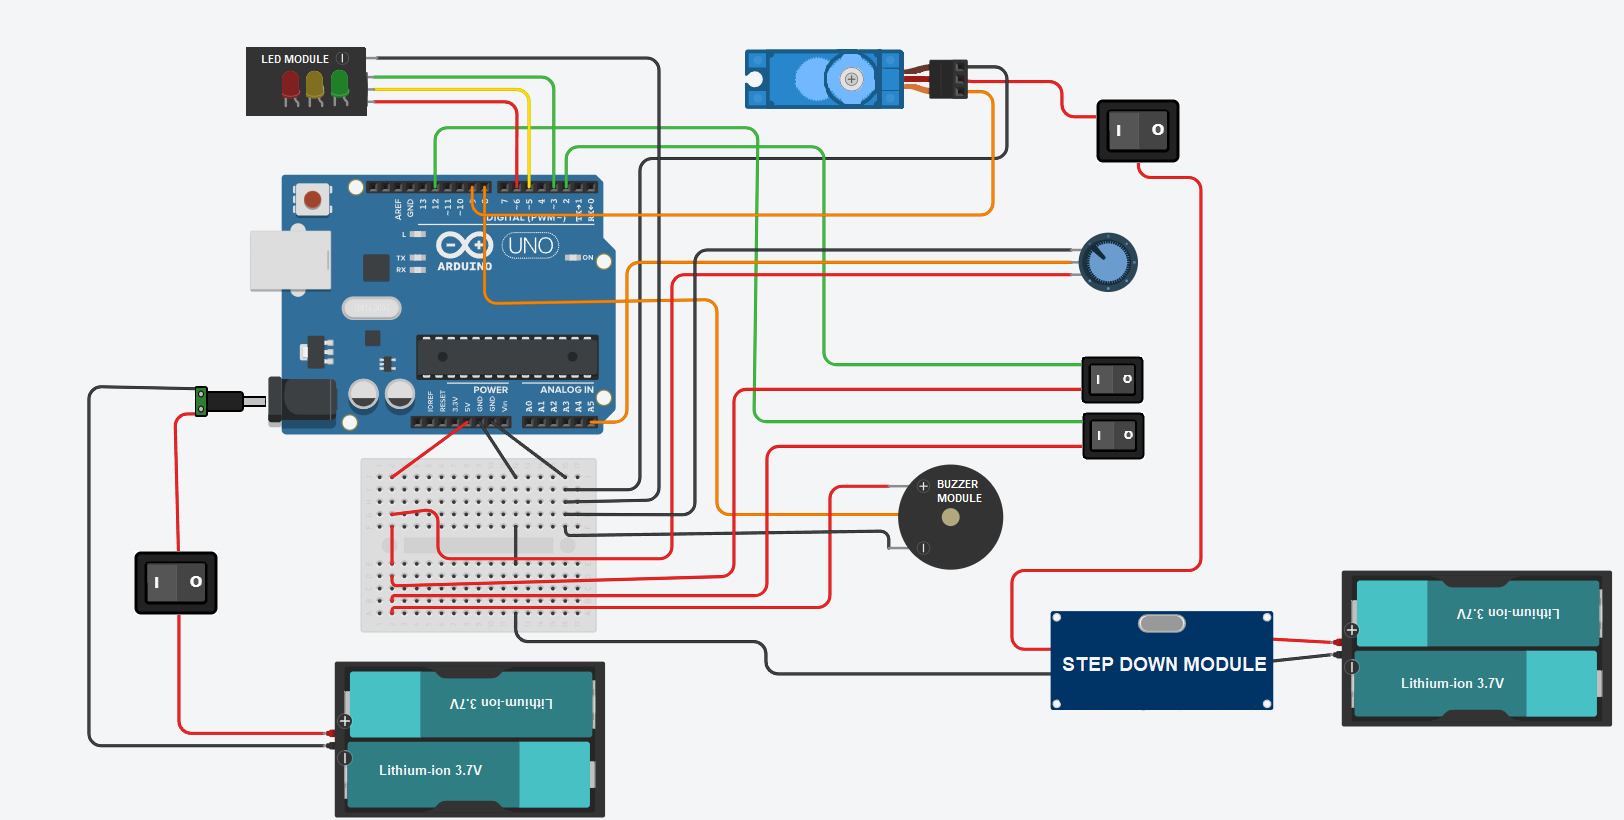 LED MODULE
I O
AREF
GND
13
12
~11
~10
7
~6
~5
4
~3
2
TX→1
RX←0
DIGITAL (PWM~)
L
TX
RX
ARDUINO
UNO
ON
POWER
ANALOG IN
IOREF
RESET
3.3V
5V
GND
GND
Vin
A0
A1
A2
A3
A4
A5
I O
I O
BUZZER
MODULE
I O
STEP DOWN MODULE
Lithium-ion 3.7V
Lithium-ion 3.7V
Lithium-ion 3.7V
Lithium-ion 3.7V